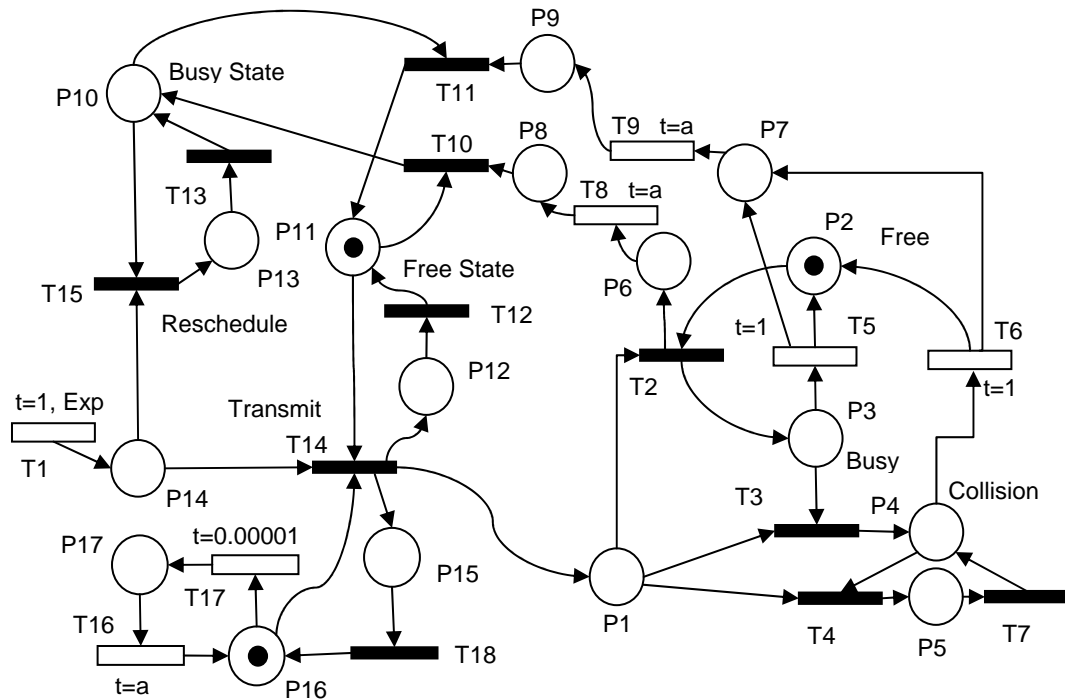 P9
Busy State
P10
T11
T9
t=a
P7
T10
P8
T13
T8
t=a
P2
P11
Free
P13
Free State
P6
T15
T12
Reschedule
t=1
T5
T6
T2
P12
t=1
t=1, Exp
Transmit
P3
T1
T14
Busy
P14
T3
P4
Collision
P17
t=0.00001
P15
T17
T16
P1
T4
P5
T7
T18
t=a
P16